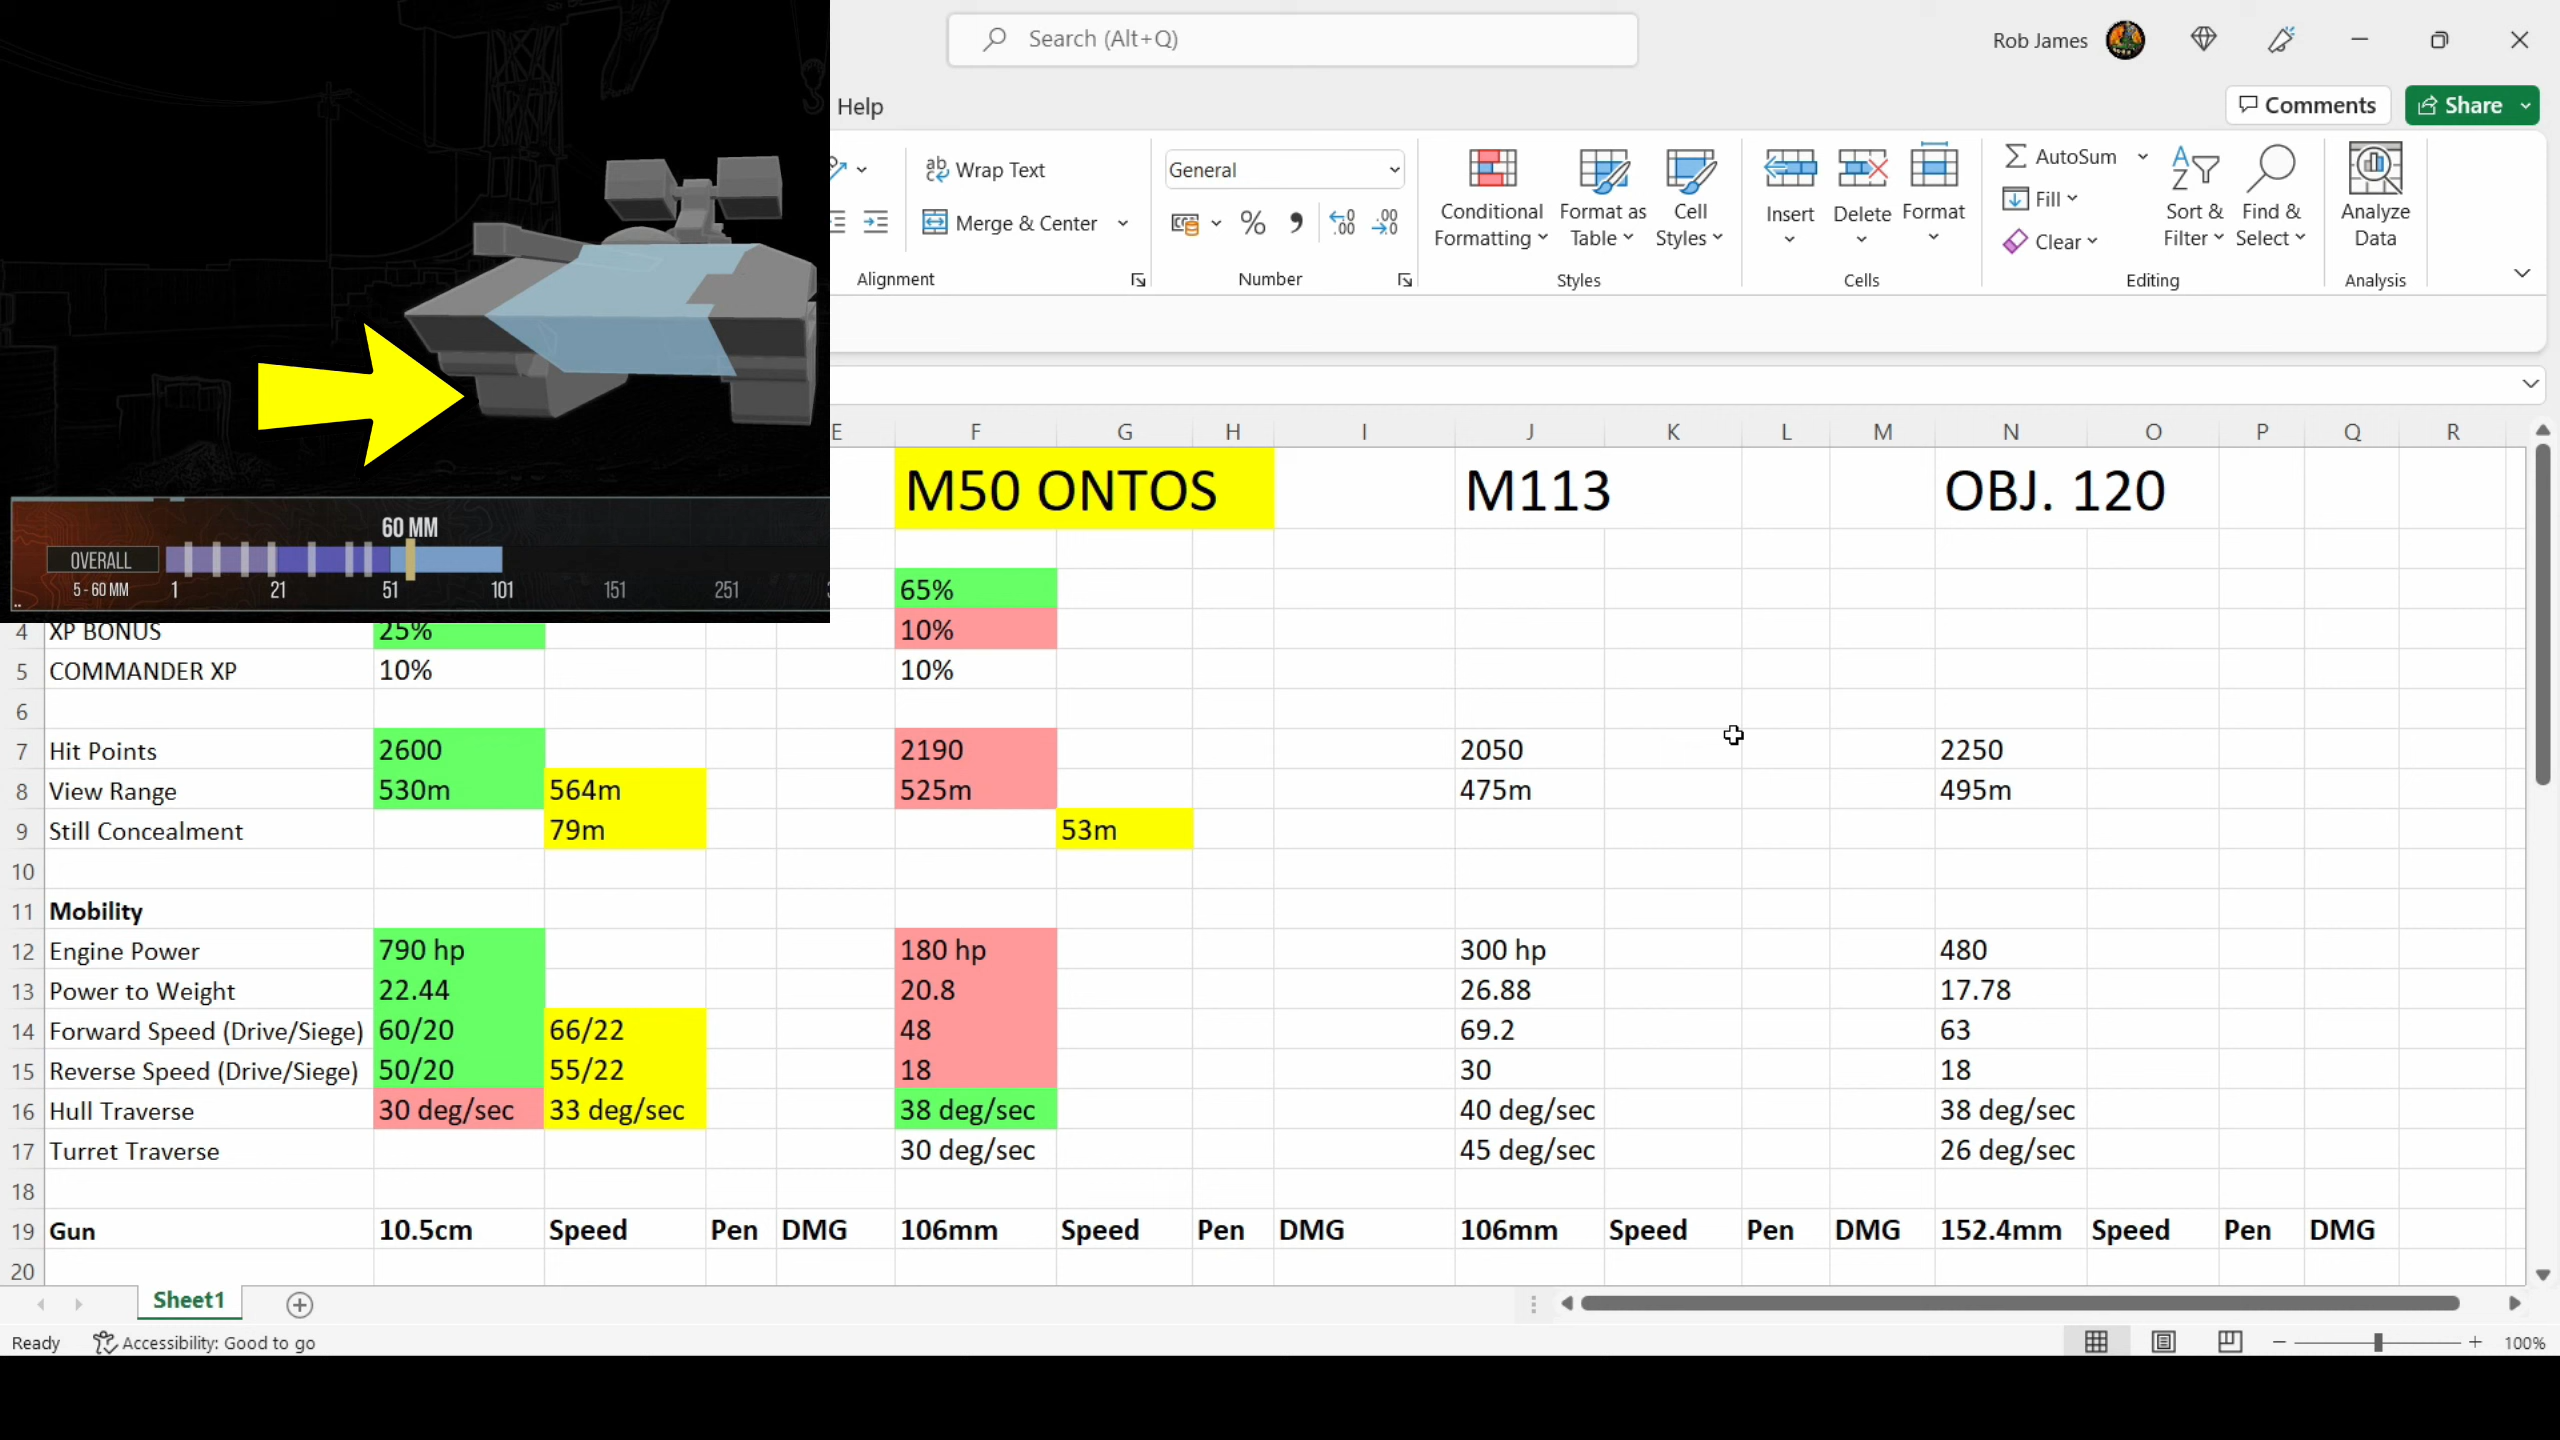 Search (Alt+Q)
Rob James
Help
Comments
Share
Wrap Text
General
AutoSum
Merge & Center
Conditional Formatting
Format as Table
Cell Styles
Insert
Delete
Format
Fill
Clear
Sort & Filter
Find & Select
Analyze Data
Alignment
Number
Styles
Cells
Editing
Analysis
60 MM
OVERALL
5 - 60 MM 1 21 51 101 151 251
E F G H I J K L M N O P Q R
M50 ONTOS M113 OBJ. 120
65%
4 XP BONUS 25% 10%
5 COMMANDER XP 10% 10%
6
7 Hit Points 2600 2190 2050 2250
8 View Range 530m 564m 525m 475m 495m
9 Still Concealment 79m 53m
10
11 Mobility
12 Engine Power 790 hp 180 hp 300 hp 480
13 Power to Weight 22.44 20.8 26.88 17.78
14 Forward Speed (Drive/Siege) 60/20 66/22 48 69.2 63
15 Reverse Speed (Drive/Siege) 50/20 55/22 18 30 18
16 Hull Traverse 30 deg/sec 33 deg/sec 38 deg/sec 40 deg/sec 38 deg/sec
17 Turret Traverse 30 deg/sec 45 deg/sec 26 deg/sec
18
19 Gun 10.5cm Speed Pen DMG 106mm Speed Pen DMG 106mm Speed Pen DMG 152.4mm Speed Pen DMG
20
Sheet1
Ready
Accessibility: Good to go
100%